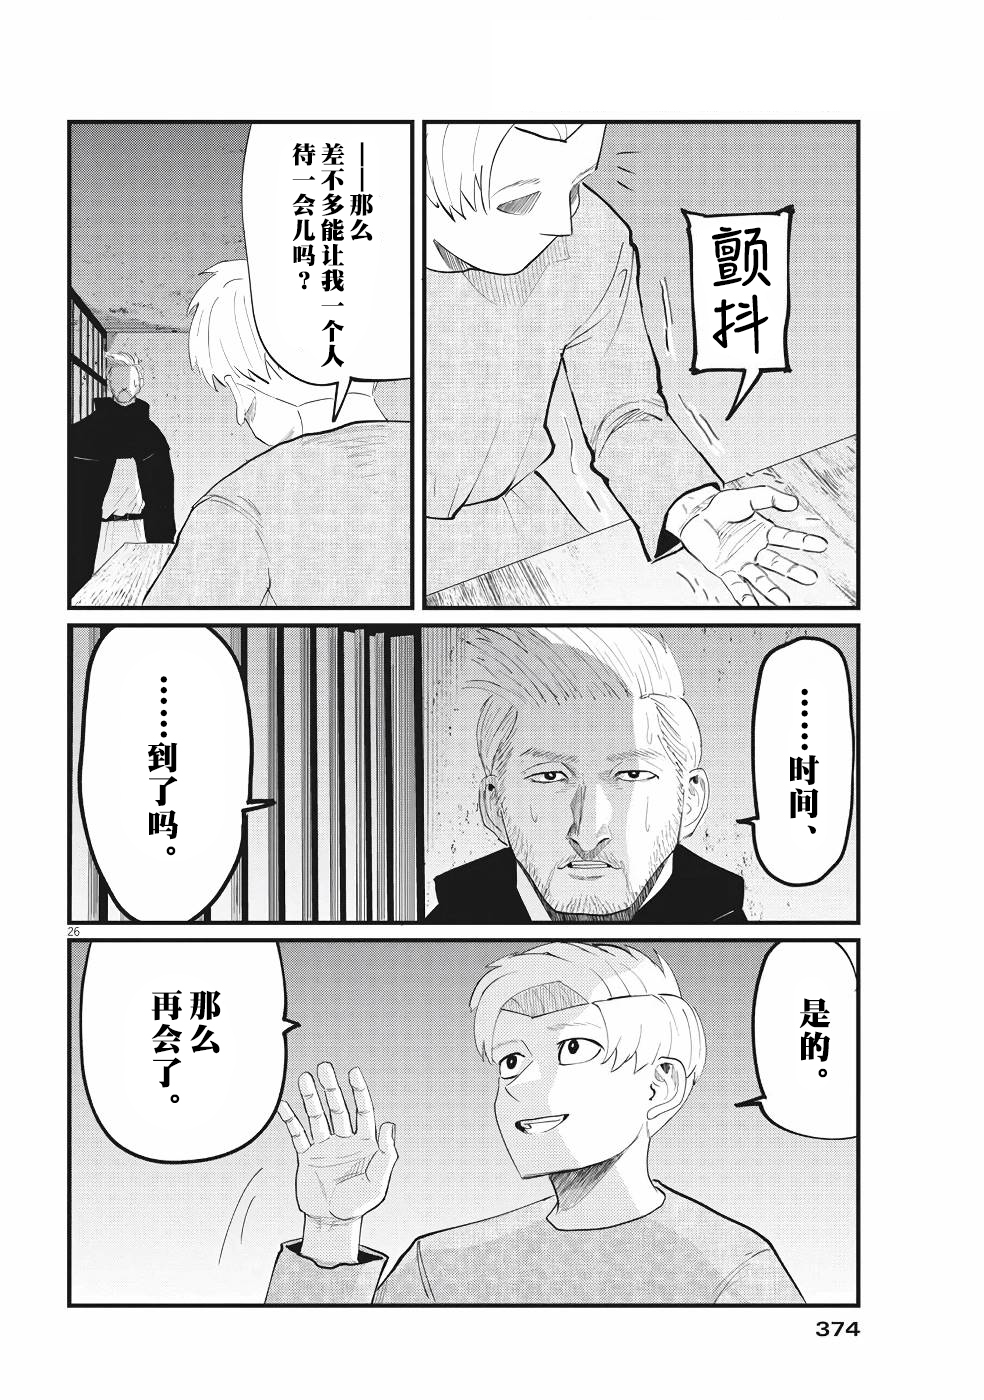 颤
抖
——那么
差不多能让我一个人
待一会儿吗?
……时间、
……到了吗。
26
是的。
那么
再会了。
374